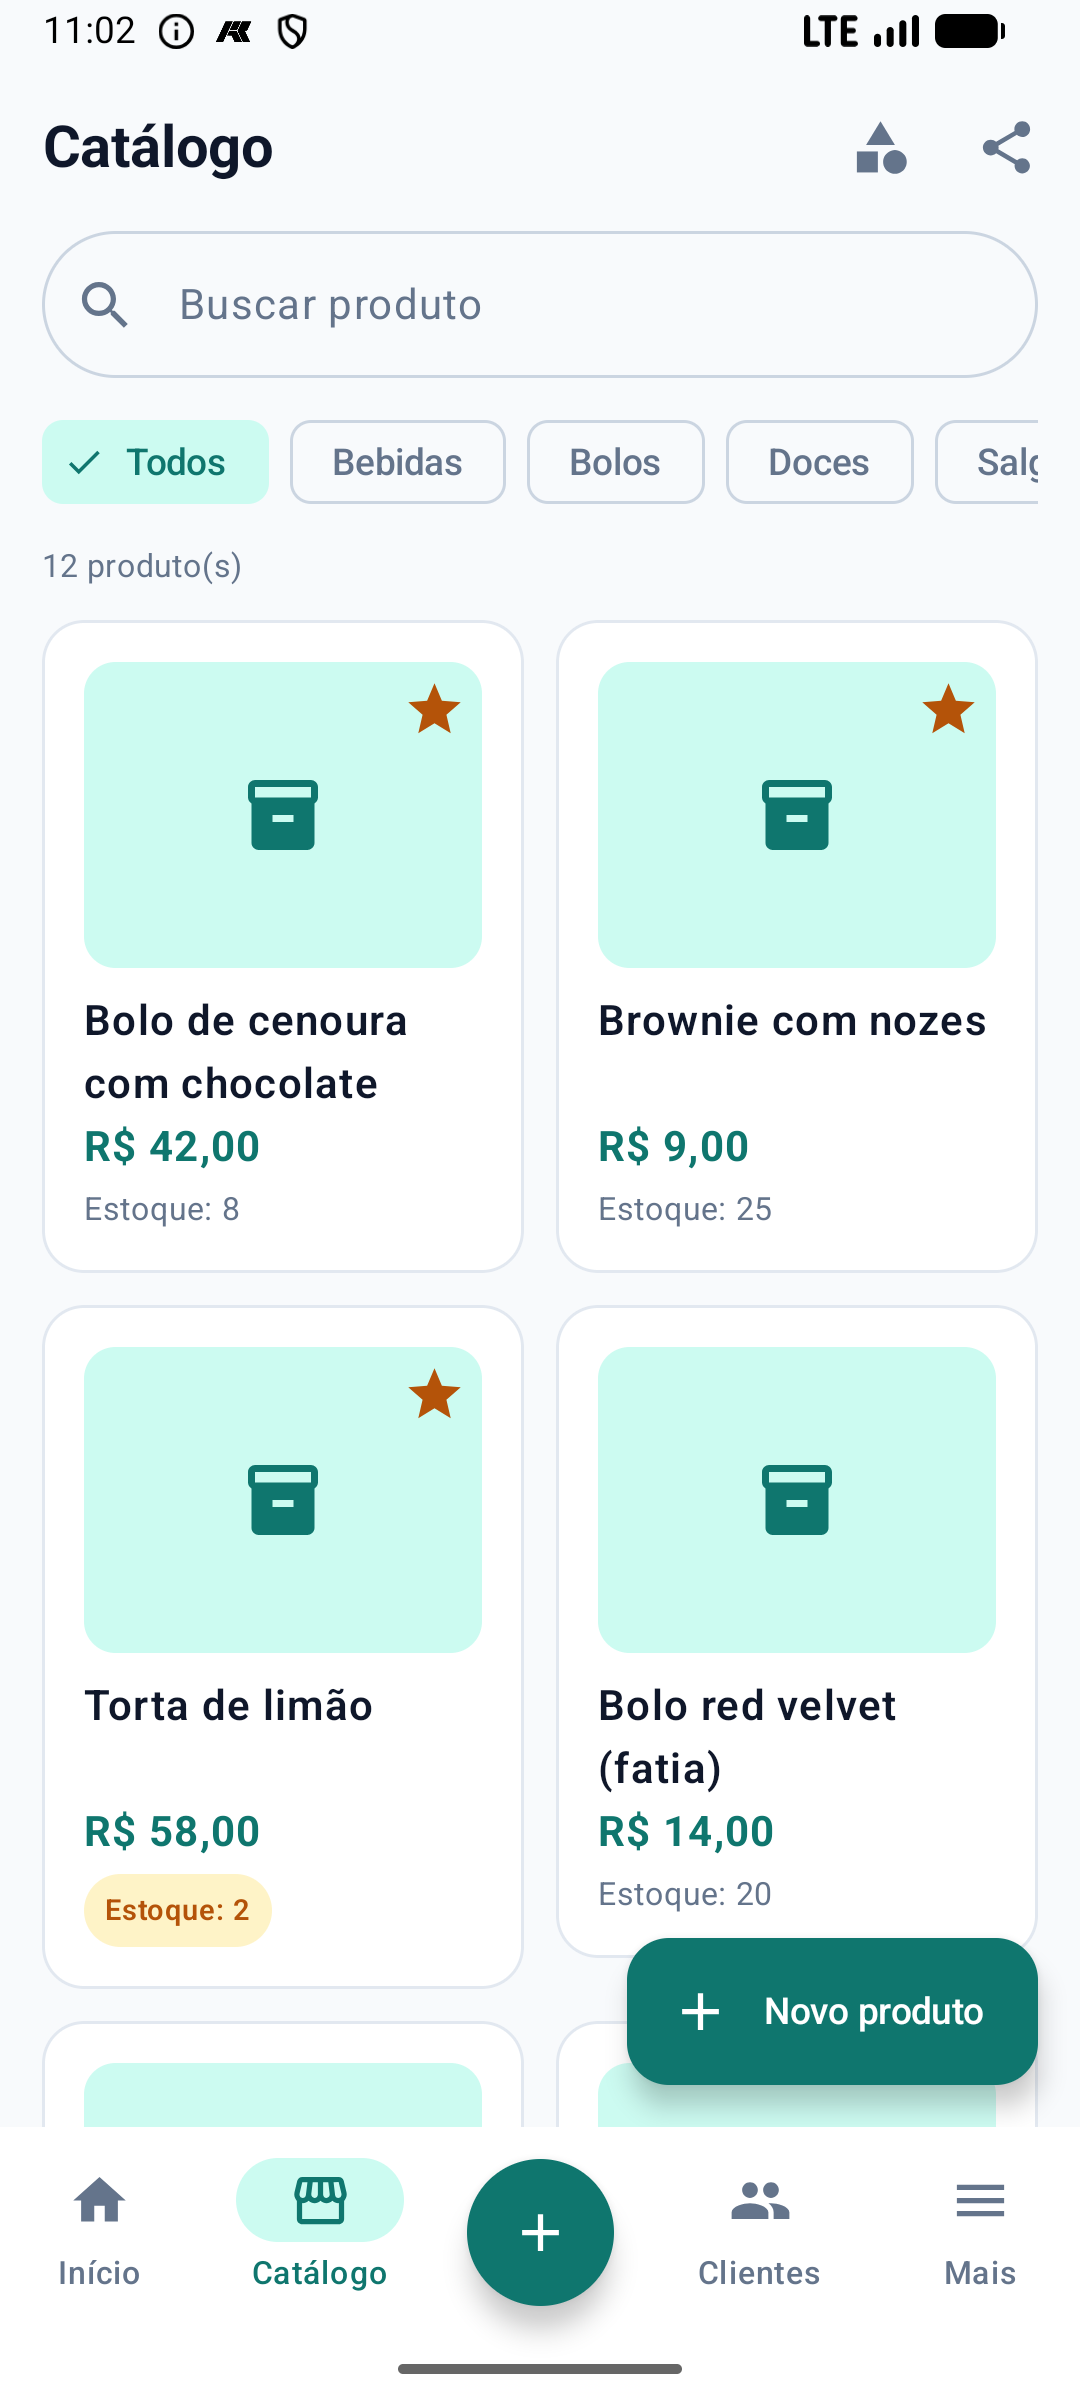 11:02
LTE
Catálogo
Buscar produto
Todos
Bebidas
Bolos
Doces
12 produto(s)
Bolo de cenoura
com chocolate
R$ 42,00
Estoque: 8
Brownie com nozes
R$ 9,00
Estoque: 25
Torta de limão
R$ 58,00
Estoque: 2
Bolo red velvet
(fatia)
R$ 14,00
Estoque: 20
Novo produto
Início
Catálogo
Clientes
Mais